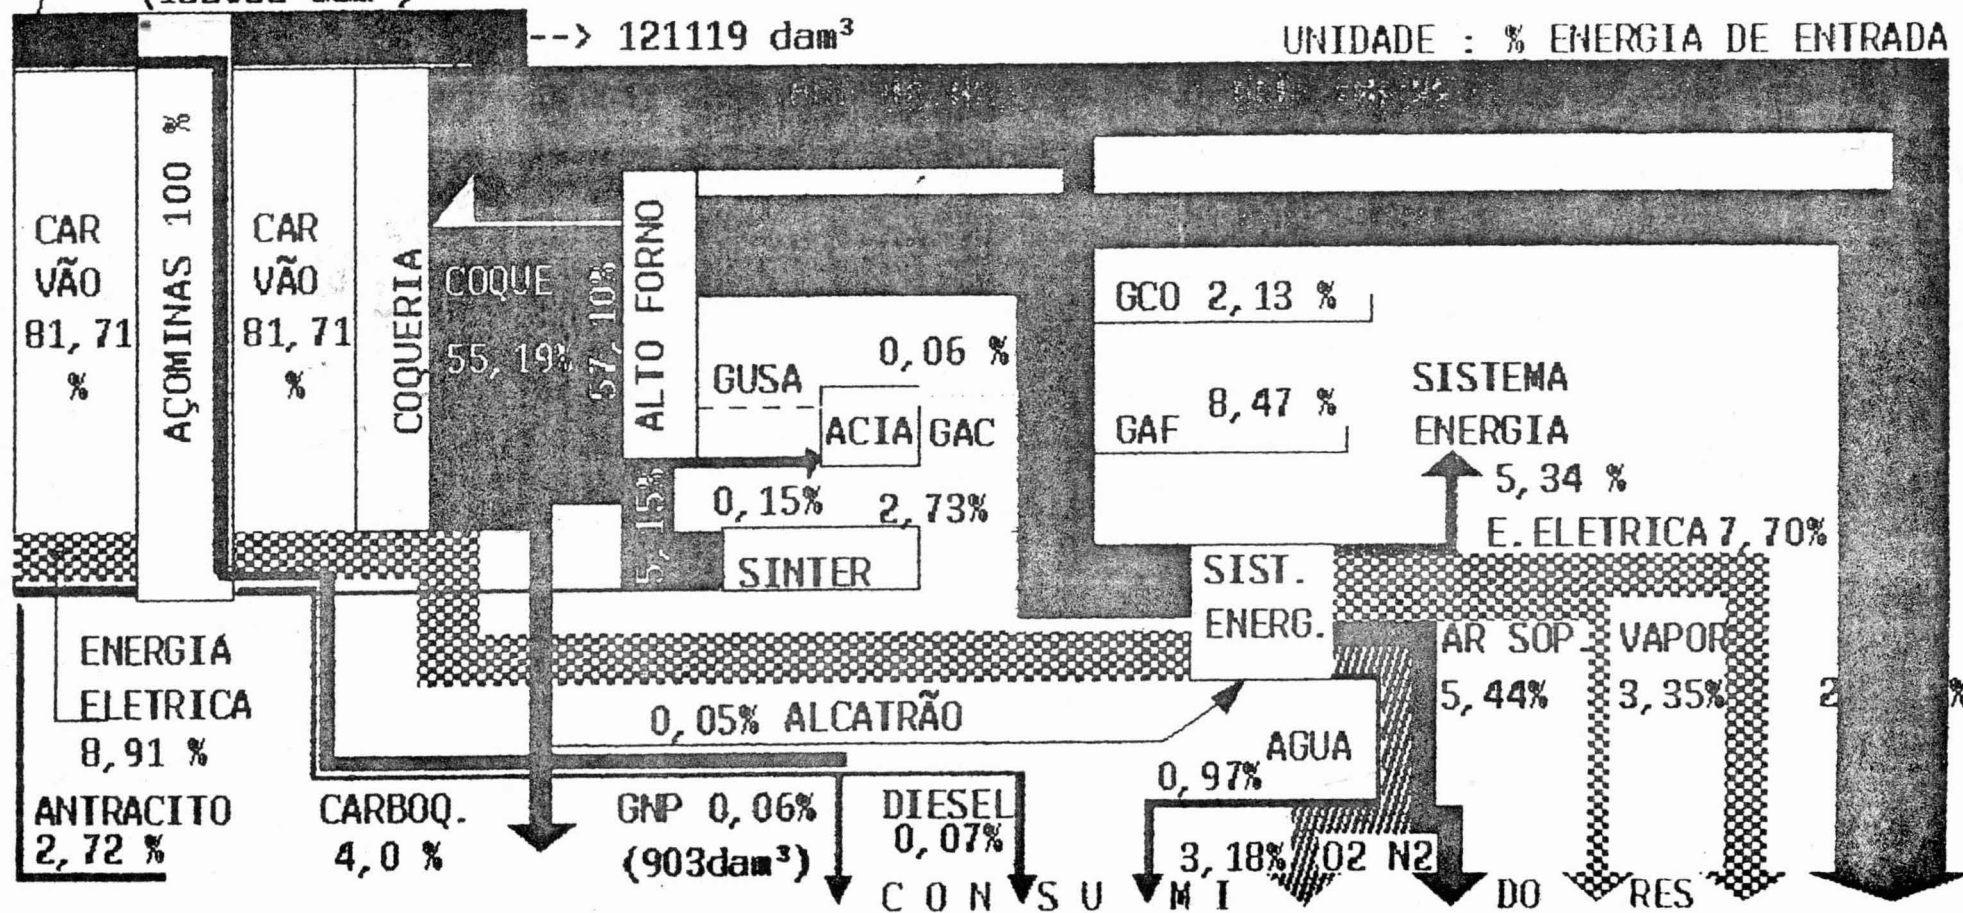 --> 121119 dam³
UNIDADE : % ENERGIA DE ENTRADA
CAR
VÃO
81,71
%
AÇOMINAS 100 %
CAR
VÃO
81,71
%
COQUERIA
COQUE
55,19%
57,10%
ALTO FORNO
5,15%
GUSA
0,06 %
ACIA
GAC
0,15%
2,73%
SINTER
GCO 2,13 %
8,47 %
GAF
SISTEMA
ENERGIA
5,34 %
E.ELETRICA 7,70%
SIST.
ENERG.
AR SOP.
5,44%
VAPOR
3,35%
ENERGIA
ELETRICA
8,91 %
0,05% ALCATRÃO
AGUA
0,97%
ANTRACITO
2,72 %
CARBOQ.
4,0 %
GNP 0,06%
(903dam³)
DIESEL
0,07%
3,18%
O2 N2
C O N S U M I DO RES